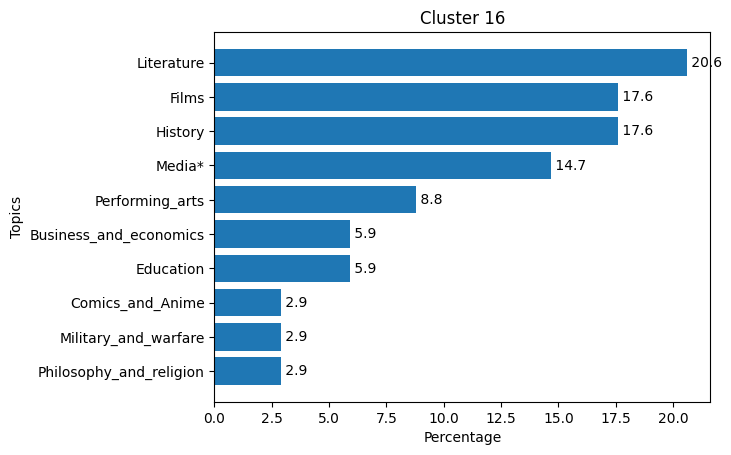 Cluster 16
Literature 20.6
Films 17.6
History 17.6
Media* 14.7
Performing_arts 8.8
Business_and_economics 5.9
Education 5.9
Comics_and_Anime 2.9
Military_and_warfare 2.9
Philosophy_and_religion 2.9
Topics
0.0 2.5 5.0 7.5 10.0 12.5 15.0 17.5 20.0
Percentage